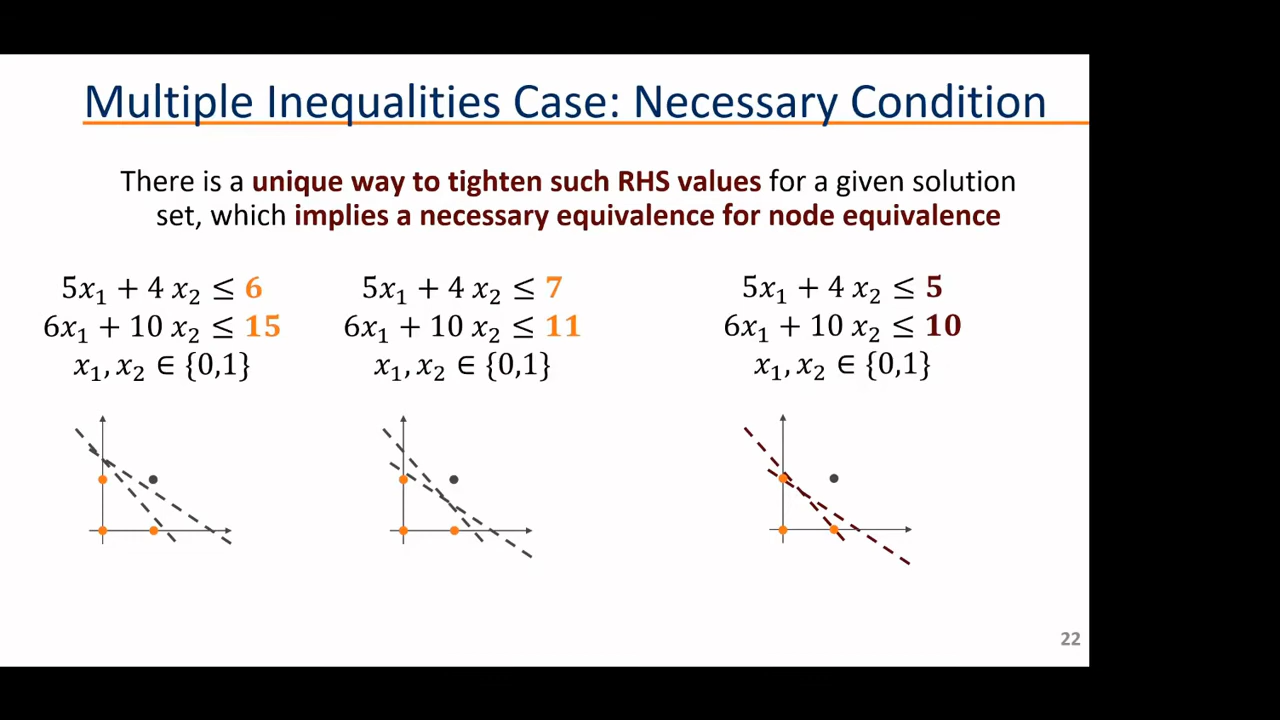 Multiple Inequalities Case: Necessary Condition
There is a unique way to tighten such RHS values for a given solution
set, which implies a necessary equivalence for node equivalence
5x₁ + 4 x₂ ≤ 6
6x₁ + 10 x₂ ≤ 15
x₁, x₂ ∈ {0,1}
5x₁ + 4 x₂ ≤ 7
6x₁ + 10 x₂ ≤ 11
x₁, x₂ ∈ {0,1}
5x₁ + 4 x₂ ≤ 5
6x₁ + 10 x₂ ≤ 10
x₁, x₂ ∈ {0,1}
22